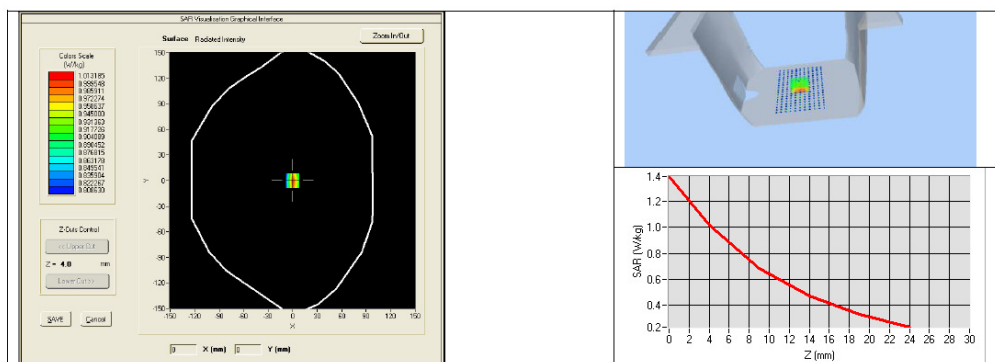 SAR Visualisation Graphical Interface
Surface Radiated Intensity
Zoom In/Out
Colors Scale
(W/kg)
1.013185
0.999548
0.985911
0.972274
0.958637
0.945000
0.931363
0.917726
0.904089
0.890452
0.876815
0.863178
0.849541
0.835904
0.822267
0.808630
Z-Cuts Control
<< Upper Cut
Z = 4.0 mm
Lower Cut >>
SAVE Cancel
150
120
90
60
30
0
-30
-60
-90
-120
-150
Y
-150 -120 -90 -60 -30 0 30 60 90 120 150
X
0 X (mm) 0 Y (mm)
SAR (W/kg)
1.4
1.2
1.0
0.8
0.6
0.4
0.2
0 2 4 6 8 10 12 14 16 18 20 22 24 26 28 30
Z (mm)